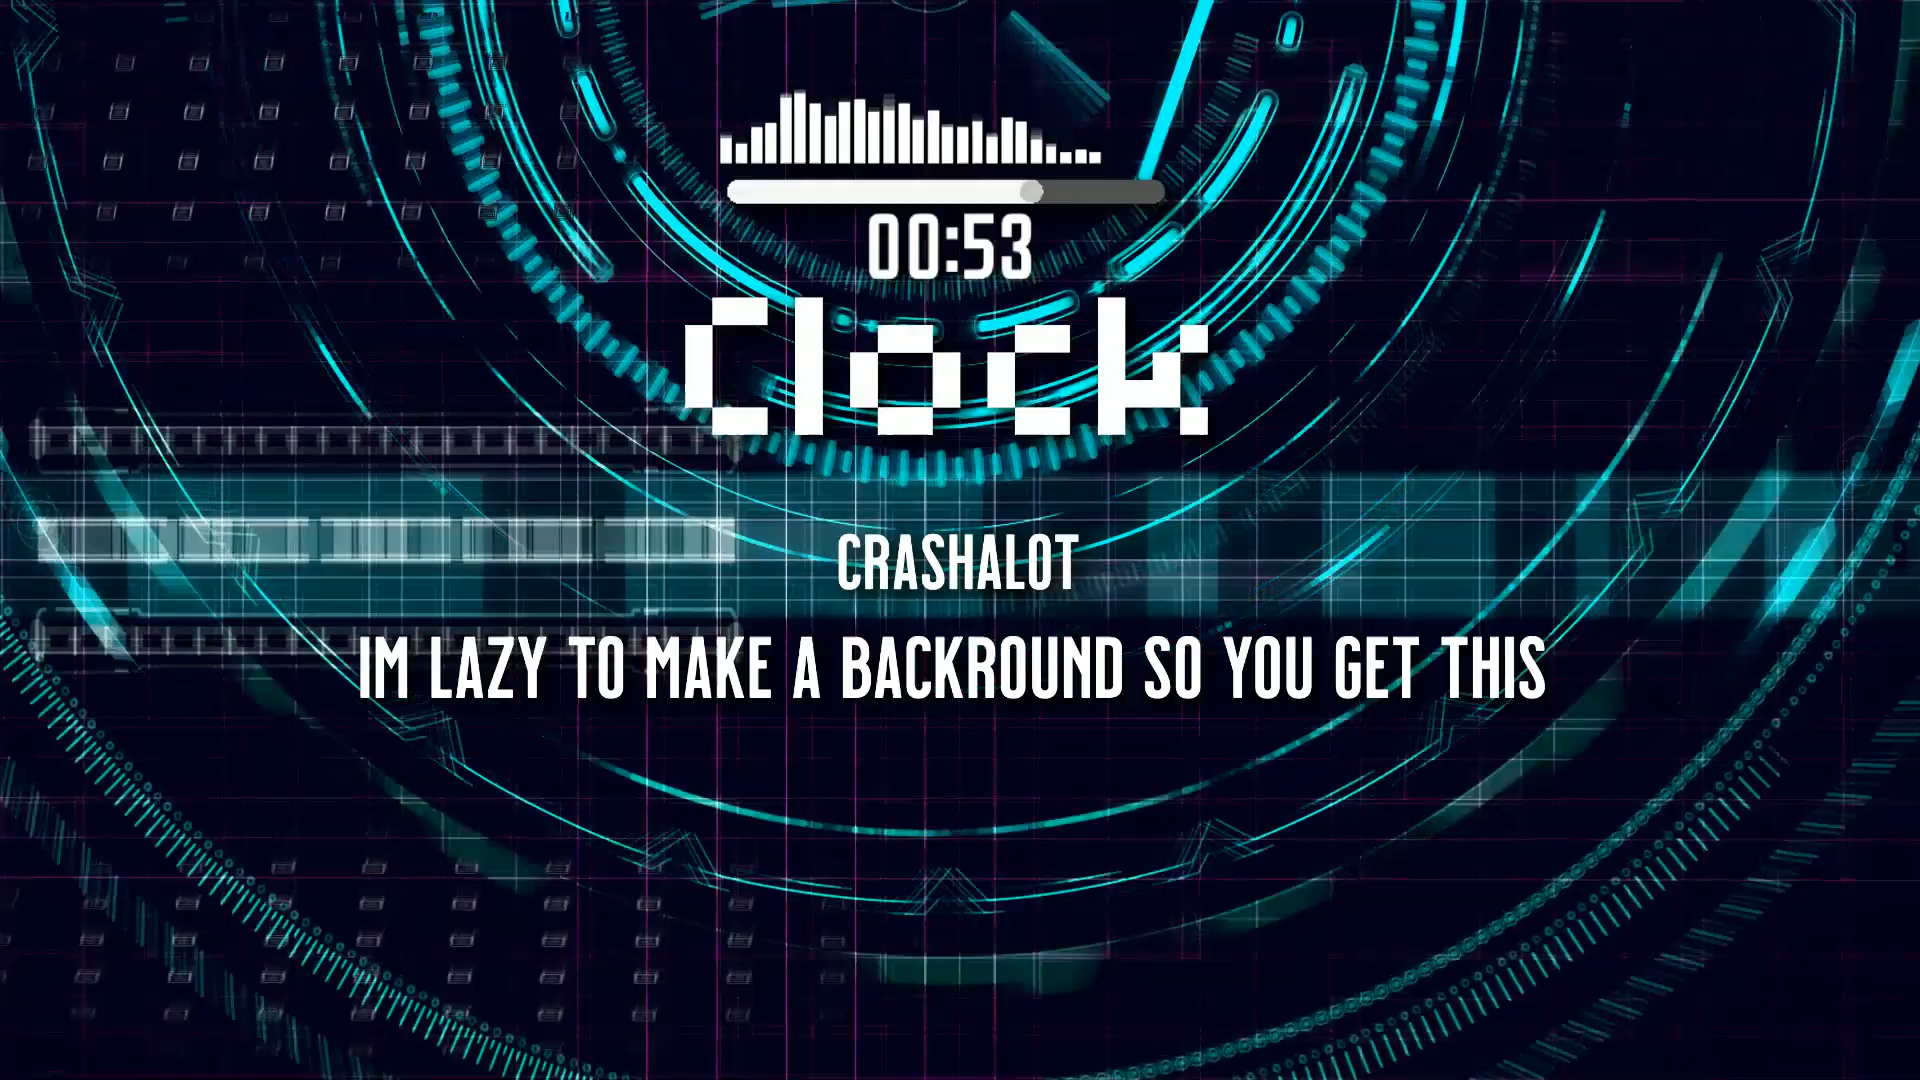 00:53
Clock
CRASHALOT
IM LAZY TO MAKE A BACKROUND SO YOU GET THIS